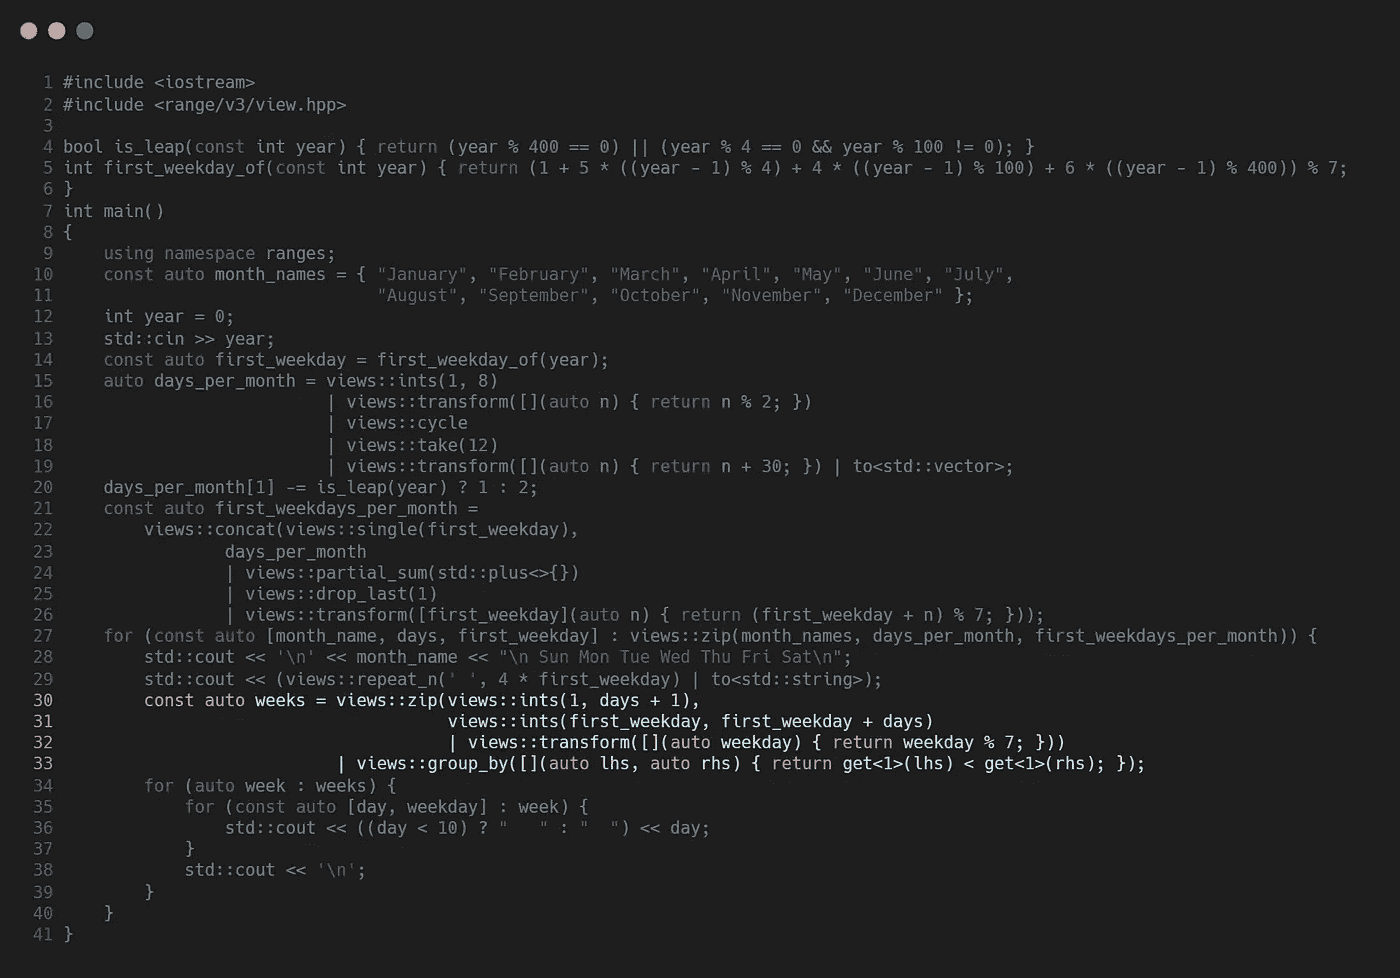 1 #include <iostream>
2 #include <range/v3/view.hpp>
3
4 bool is_leap(const int year) { return (year % 400 == 0) || (year % 4 == 0 && year % 100 != 0); }
5 int first_weekday_of(const int year) { return (1 + 5 * ((year - 1) % 4) + 4 * ((year - 1) % 100) + 6 * ((year - 1) % 400)) % 7;
6 }
7 int main()
8 {
9     using namespace ranges;
10     const auto month_names = { "January", "February", "March", "April", "May", "June", "July",
11                                "August", "September", "October", "November", "December" };
12     int year = 0;
13     std::cin >> year;
14     const auto first_weekday = first_weekday_of(year);
15     auto days_per_month = views::ints(1, 8)
16                           | views::transform([](auto n) { return n % 2; })
17                           | views::cycle
18                           | views::take(12)
19                           | views::transform([](auto n) { return n + 30; }) | to<std::vector>;
20     days_per_month[1] -= is_leap(year) ? 1 : 2;
21     const auto first_weekdays_per_month =
22         views::concat(views::single(first_weekday),
23                 days_per_month
24                 | views::partial_sum(std::plus<>{})
25                 | views::drop_last(1)
26                 | views::transform([first_weekday](auto n) { return (first_weekday + n) % 7; }));
27     for (const auto [month_name, days, first_weekday] : views::zip(month_names, days_per_month, first_weekdays_per_month)) {
28         std::cout << '\n' << month_name << "\n Sun Mon Tue Wed Thu Fri Sat\n";
29         std::cout << (views::repeat_n(' ', 4 * first_weekday) | to<std::string>);
30         const auto weeks = views::zip(views::ints(1, days + 1),
31                                       views::ints(first_weekday, first_weekday + days)
32                                       | views::transform([](auto weekday) { return weekday % 7; }))
33                            | views::group_by([](auto lhs, auto rhs) { return get<1>(lhs) < get<1>(rhs); });
34         for (auto week : weeks) {
35             for (const auto [day, weekday] : week) {
36                 std::cout << ((day < 10) ? "   " : "  ") << day;
37             }
38             std::cout << '\n';
39         }
40     }
41 }